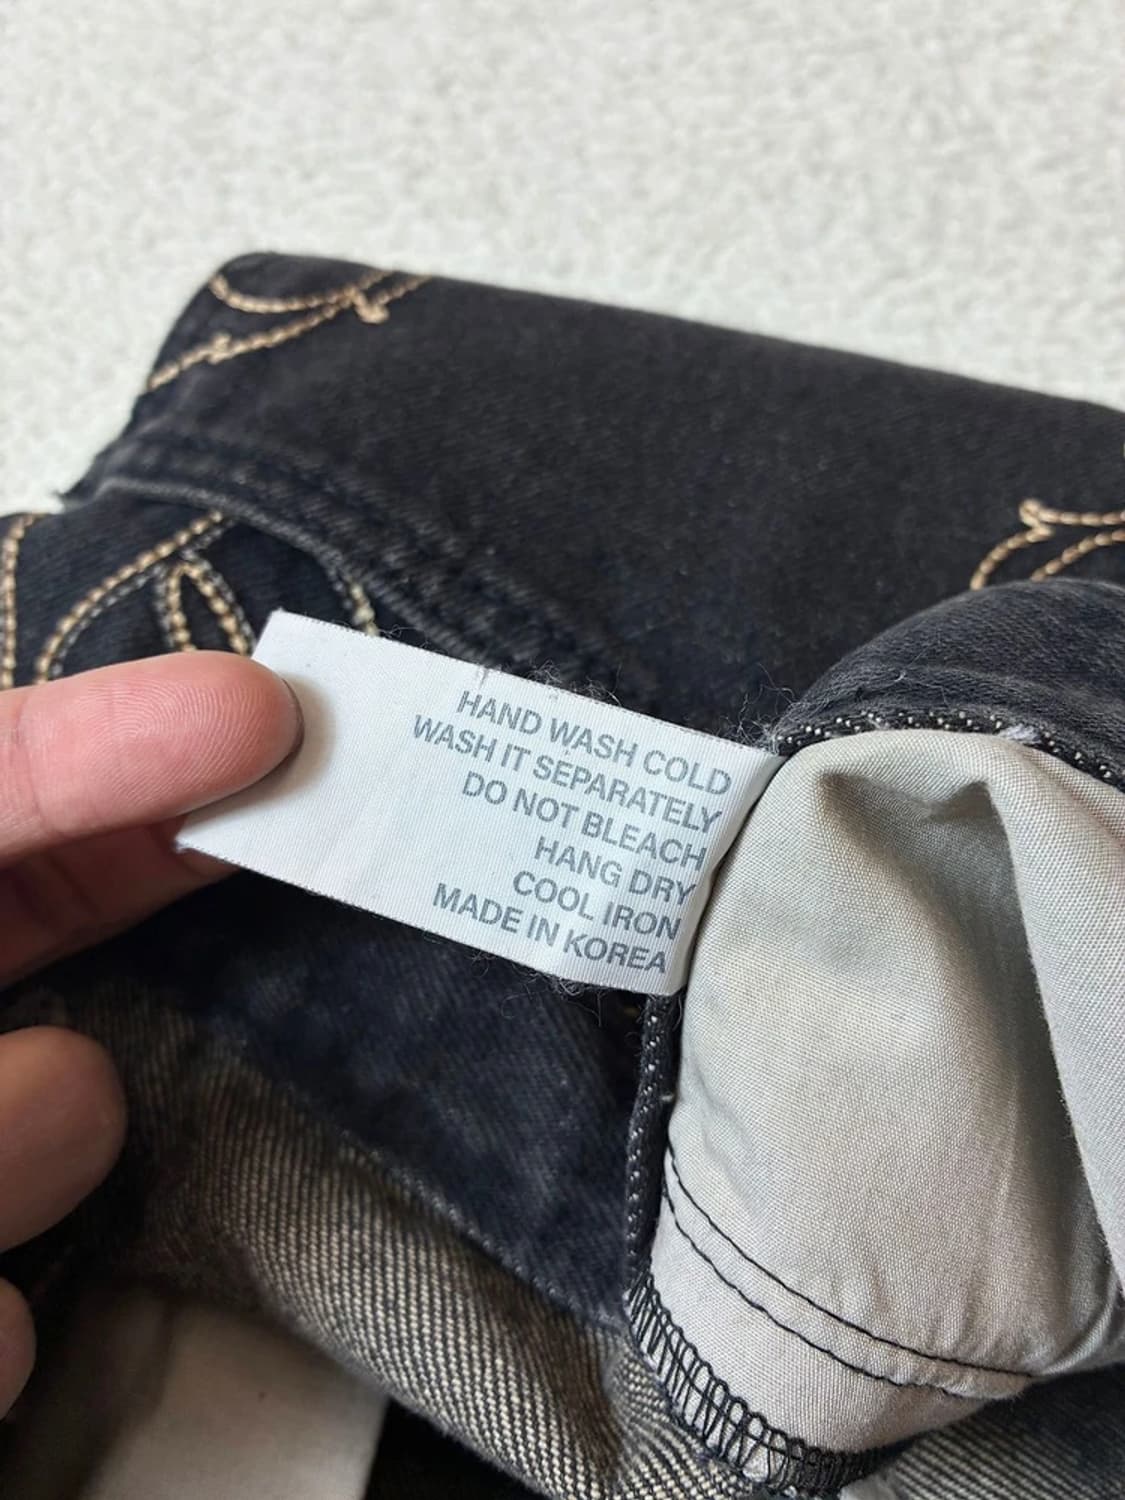 HAND WASH COLD
WASH IT SEPARATELY
DO NOT BLEACH
HANG DRY
COOL IRON
MADE IN KOREA